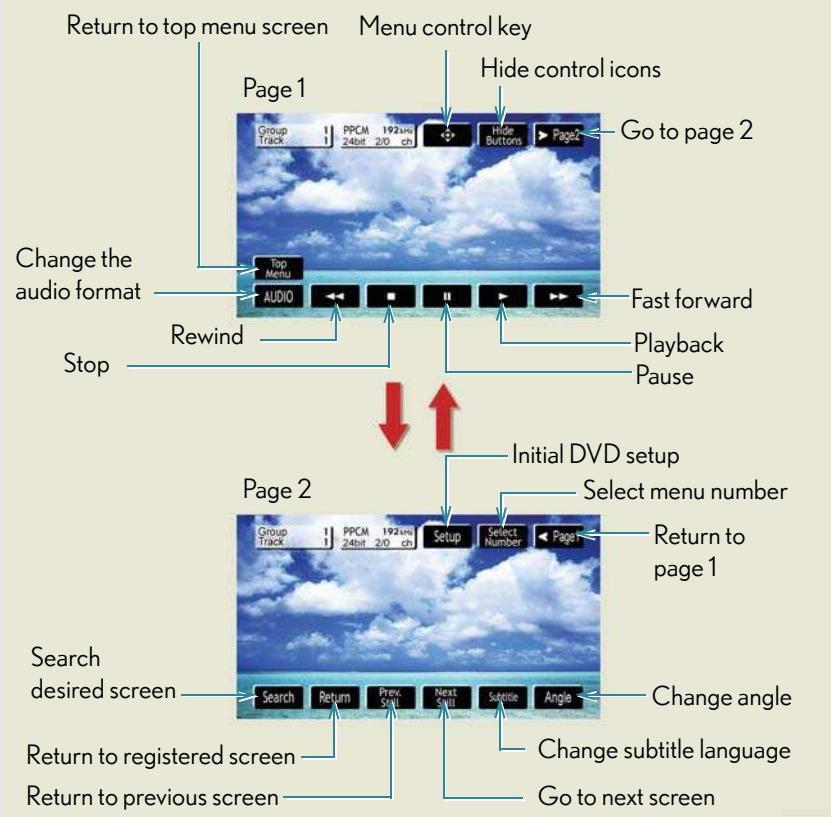 Return to top menu screen
Menu control key
Hide control icons
Page 1
Group 1
Track 1
PPCM 192kHz
24bit 2/0 ch
Hide
Buttons
Page2
Go to page 2
Top
Menu
Change the
audio format
AUDIO
Fast forward
Rewind
Playback
Stop
Pause
Initial DVD setup
Page 2
Select menu number
Group 1
Track 1
PPCM 192kHz
24bit 2/0 ch
Setup
Select
Number
Page1
Return to
page 1
Search
desired screen
Search
Return
Prev.
Still
Next
Still
Subtitle
Angle
Change angle
Return to registered screen
Change subtitle language
Return to previous screen
Go to next screen